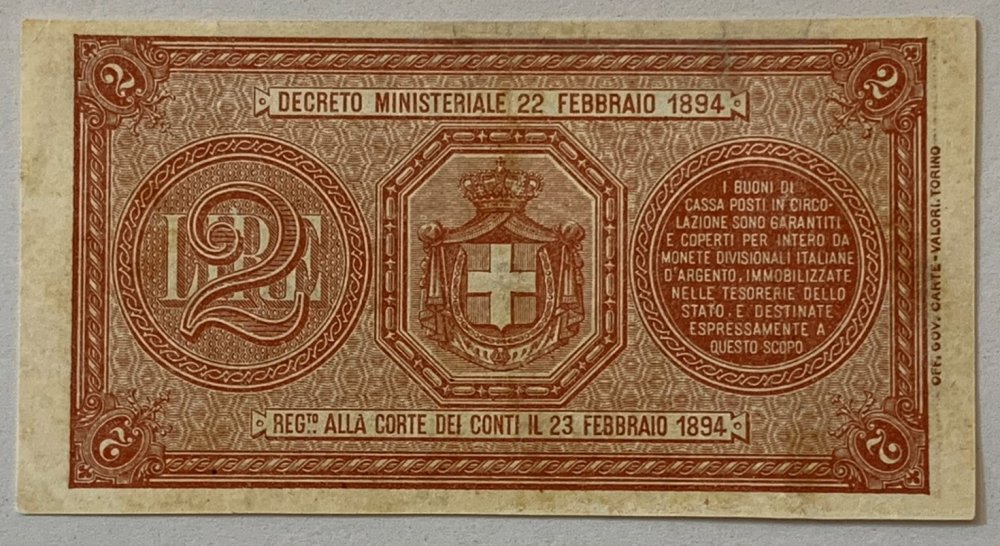 2
2
DECRETO MINISTERIALE 22 FEBBRAIO 1894
LIRE
2
I BUONI DI
CASSA POSTI IN CIRCO-
LAZIONE SONO GARANTITI
E COPERTI PER INTERO DA
MONETE DIVISIONALI ITALIANE
D'ARGENTO, IMMOBILIZZATE
NELLE TESORERIE DELLO
STATO, E DESTINATE
ESPRESSAMENTE A
QUESTO SCOPO
OFF. GOV. CARTE-VALORI. TORINO
REGTO ALLA CORTE DEI CONTI IL 23 FEBBRAIO 1894
2
2